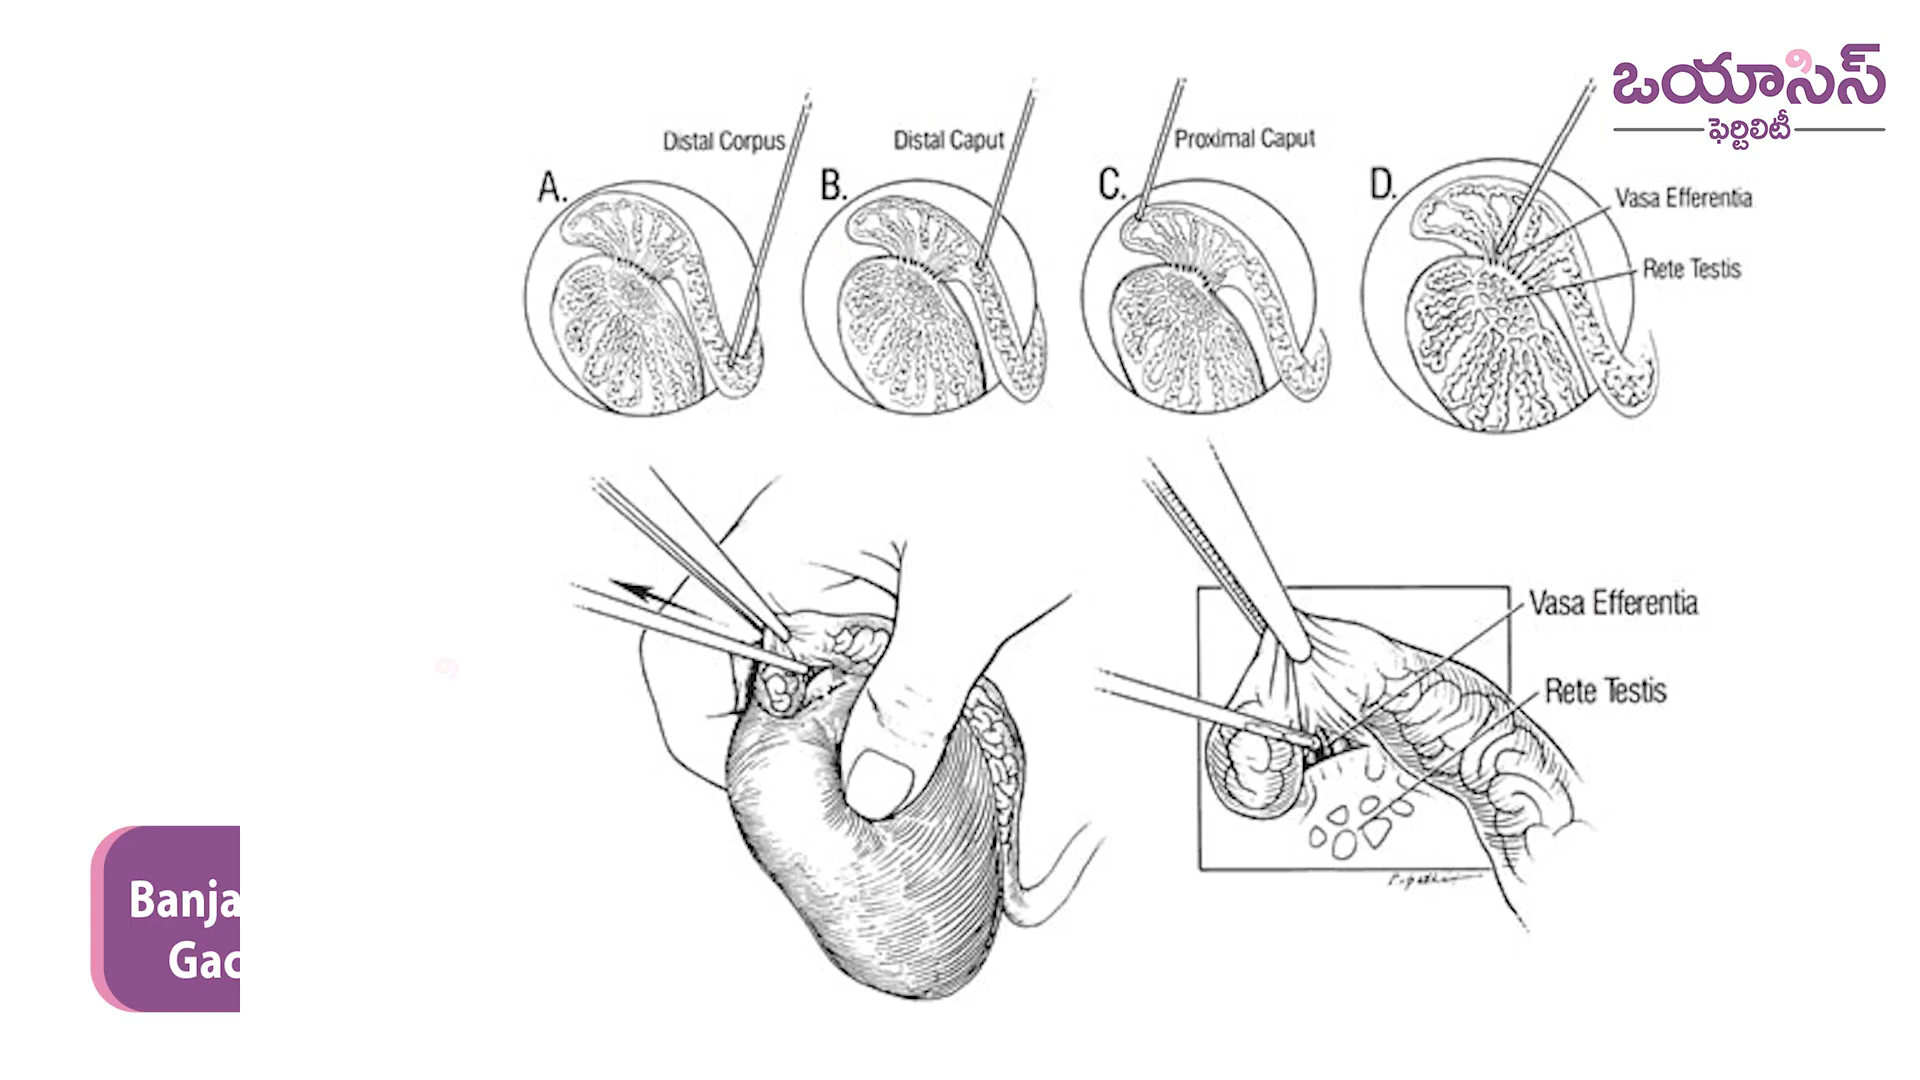 ఒయాసిస్
ఫెర్టిలిటీ
Distal Corpus
Distal Caput
Proximal Caput
A.
B.
C.
D.
Vasa Efferentia
Rete Testis
Vasa Efferentia
Rete Testis
Banja
Gac